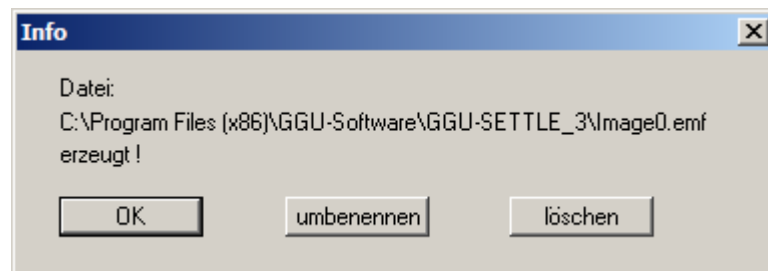 Info
Datei:
C:\Program Files (x86)\GGU-Software\GGU-SETTLE_3\Image0.emf
erzeugt !
OK umbenennen löschen